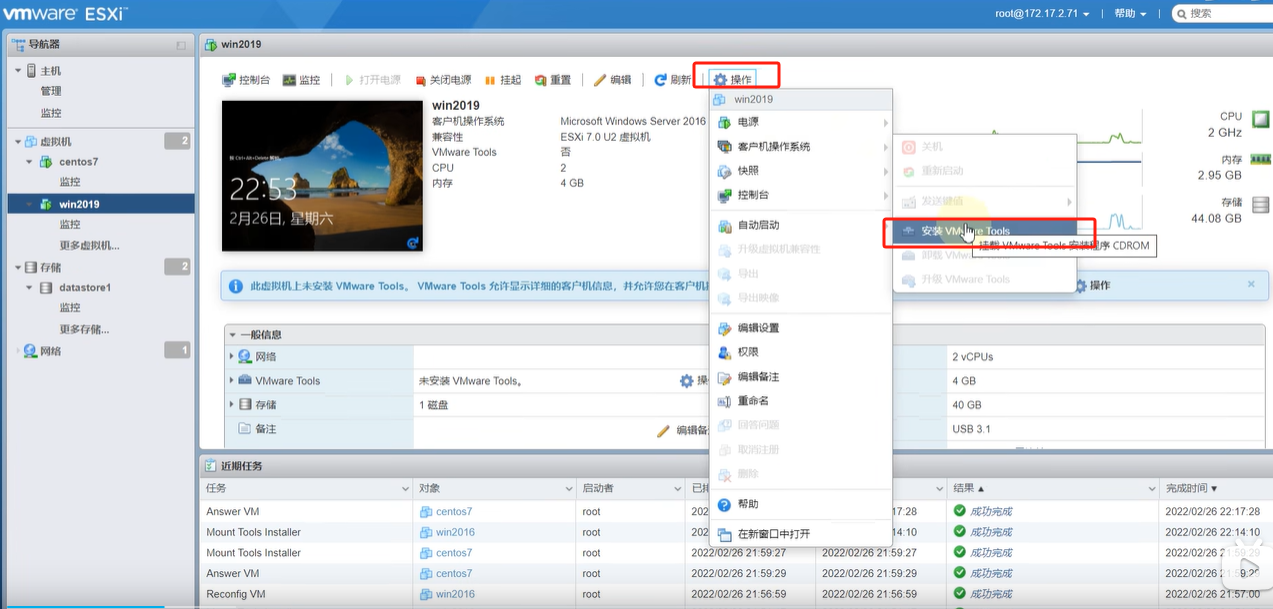 vmware ESXi™
root@172.17.2.71 | 帮助 | 搜索
导航器
主机
管理
监控
虚拟机 2
centos7
监控
win2019
监控
更多虚拟机...
存储 2
datastore1
监控
更多存储...
网络 1
win2019
控制台 监控 打开电源 关闭电源 挂起 重置 编辑 刷新 操作
22:53
2月26日, 星期六
win2019
客户机操作系统 Microsoft Windows Server 2016
兼容性 ESXi 7.0 U2 虚拟机
VMware Tools 否
CPU 2
内存 4 GB
CPU
2 GHz
内存
2.95 GB
存储
44.08 GB
此虚拟机上未安装 VMware Tools。 VMware Tools 允许显示详细的客户机信息，并允许您在客户机
操作
win2019
电源
客户机操作系统
快照
控制台
自动启动
升级虚拟机兼容性
导出
导出映像
编辑设置
权限
编辑备注
重命名
回答问题
取消注册
删除
帮助
在新窗口中打开
关机
重新启动
发送键值
安装 VMware Tools
挂载 VMware Tools 安装程序 CDROM
卸载 VMware Tools
升级 VMware Tools
一般信息
网络
VMware Tools 未安装 VMware Tools。
存储 1 磁盘
备注 编辑备
2 vCPUs
4 GB
40 GB
USB 3.1
近期任务
任务 对象 启动者 结果▲ 完成时间▼
Answer VM centos7 root 17:28 成功完成 2022/02/26 22:17:28
Mount Tools Installer win2016 root 14:10 成功完成 2022/02/26 22:14:10
Mount Tools Installer centos7 root 2022/02/26 21:59:27 2022/02/26 21:59:27 成功完成 2022/02/26 21:59:29
Answer VM centos7 root 2022/02/26 21:59:29 2022/02/26 21:59:29 成功完成 2022/02/26 21:59:29
Reconfig VM win2016 root 2022/02/26 21:56:59 2022/02/26 21:56:59 成功完成 2022/02/26 21:57:00